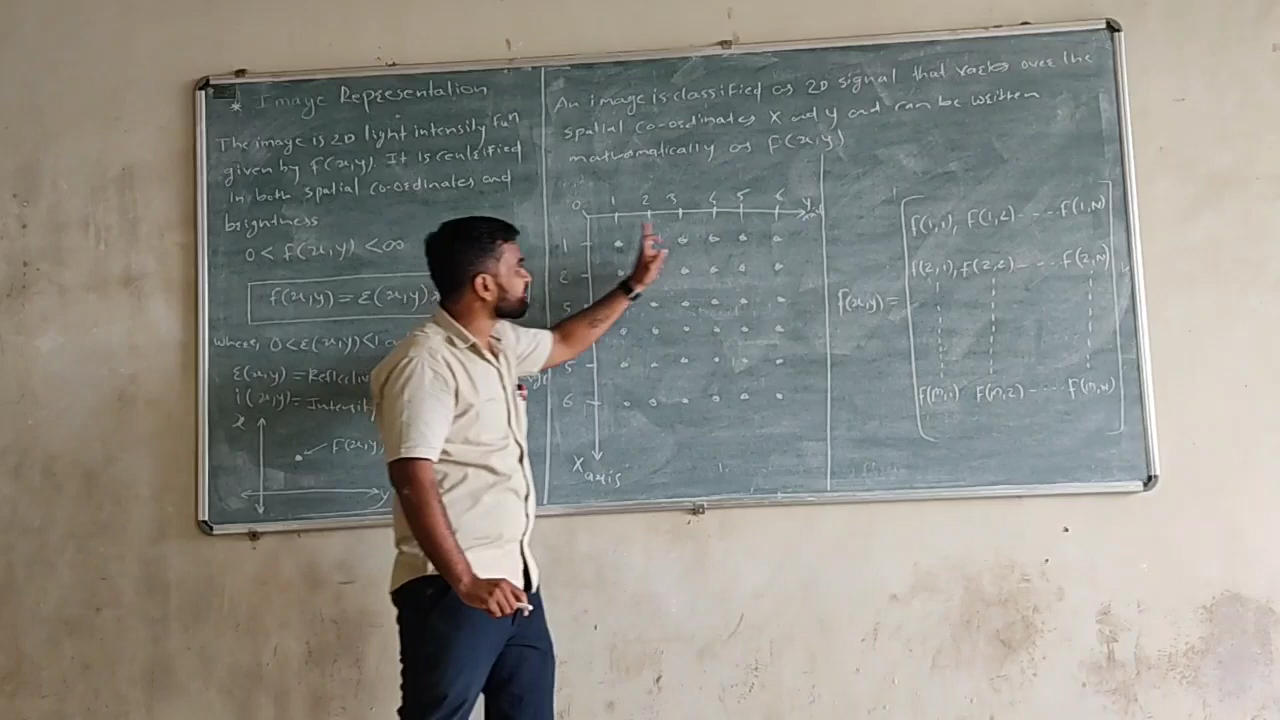 * Image Representation
The image is 2D light intensity fun
given by f(x,y). It is
In both spatial co-ordinates and
brightness
0 < f(x,y) < ∞
f(x,y) = ε(x,y)
where, 0<ε(x,y)<1
ε(x,y) = Reflectiv
i(x,y) = Intensity
x
F(x,y
y
An image is classified as 2D signal that varies over the
spatial co-ordinates X and y and can be written
mathematically as F(x,y)
0 1 2 3 4 5 6 y
1
2
5
6
X axis
f(x,y) =
f(1,1), f(1,2) - - - - f(1,N)
f(2,1), f(2,2) - - - - f(2,N)
f(m,1) f(m,2) - - - - f(m,N)